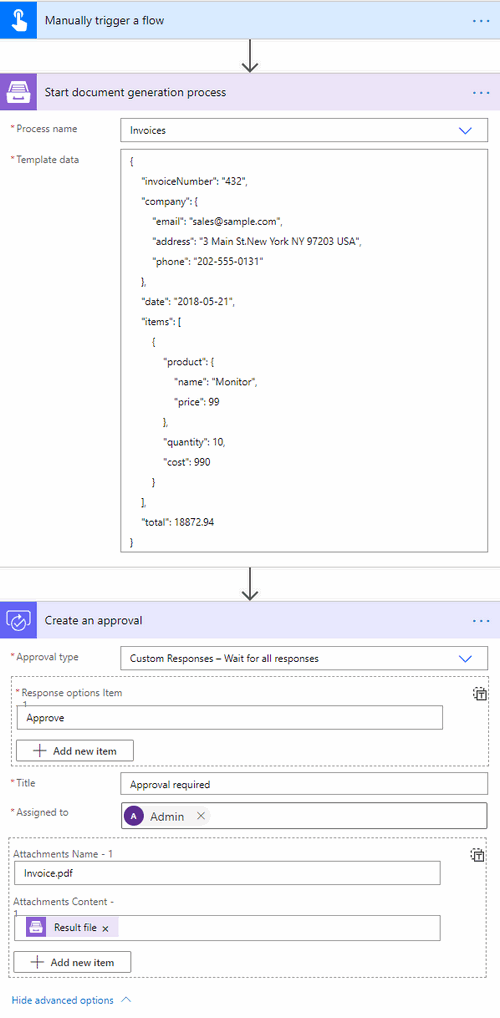 Manually trigger a flow
Start document generation process
* Process name
Invoices
* Template data
{
"invoiceNumber": "432",
"company": {
"email": "sales@sample.com",
"address": "3 Main St.New York NY 97203 USA",
"phone": "202-555-0131"
},
"date": "2018-05-21",
"items": [
{
"product": {
"name": "Monitor",
"price": 99
},
"quantity": 10,
"cost": 990
}
],
"total": 18872.94
}
Create an approval
* Approval type
Custom Responses – Wait for all responses
* Response options Item
1
Approve
Add new item
* Title
Approval required
* Assigned to
A Admin
Attachments Name - 1
Invoice.pdf
Attachments Content -
1
Result file
Add new item
Hide advanced options